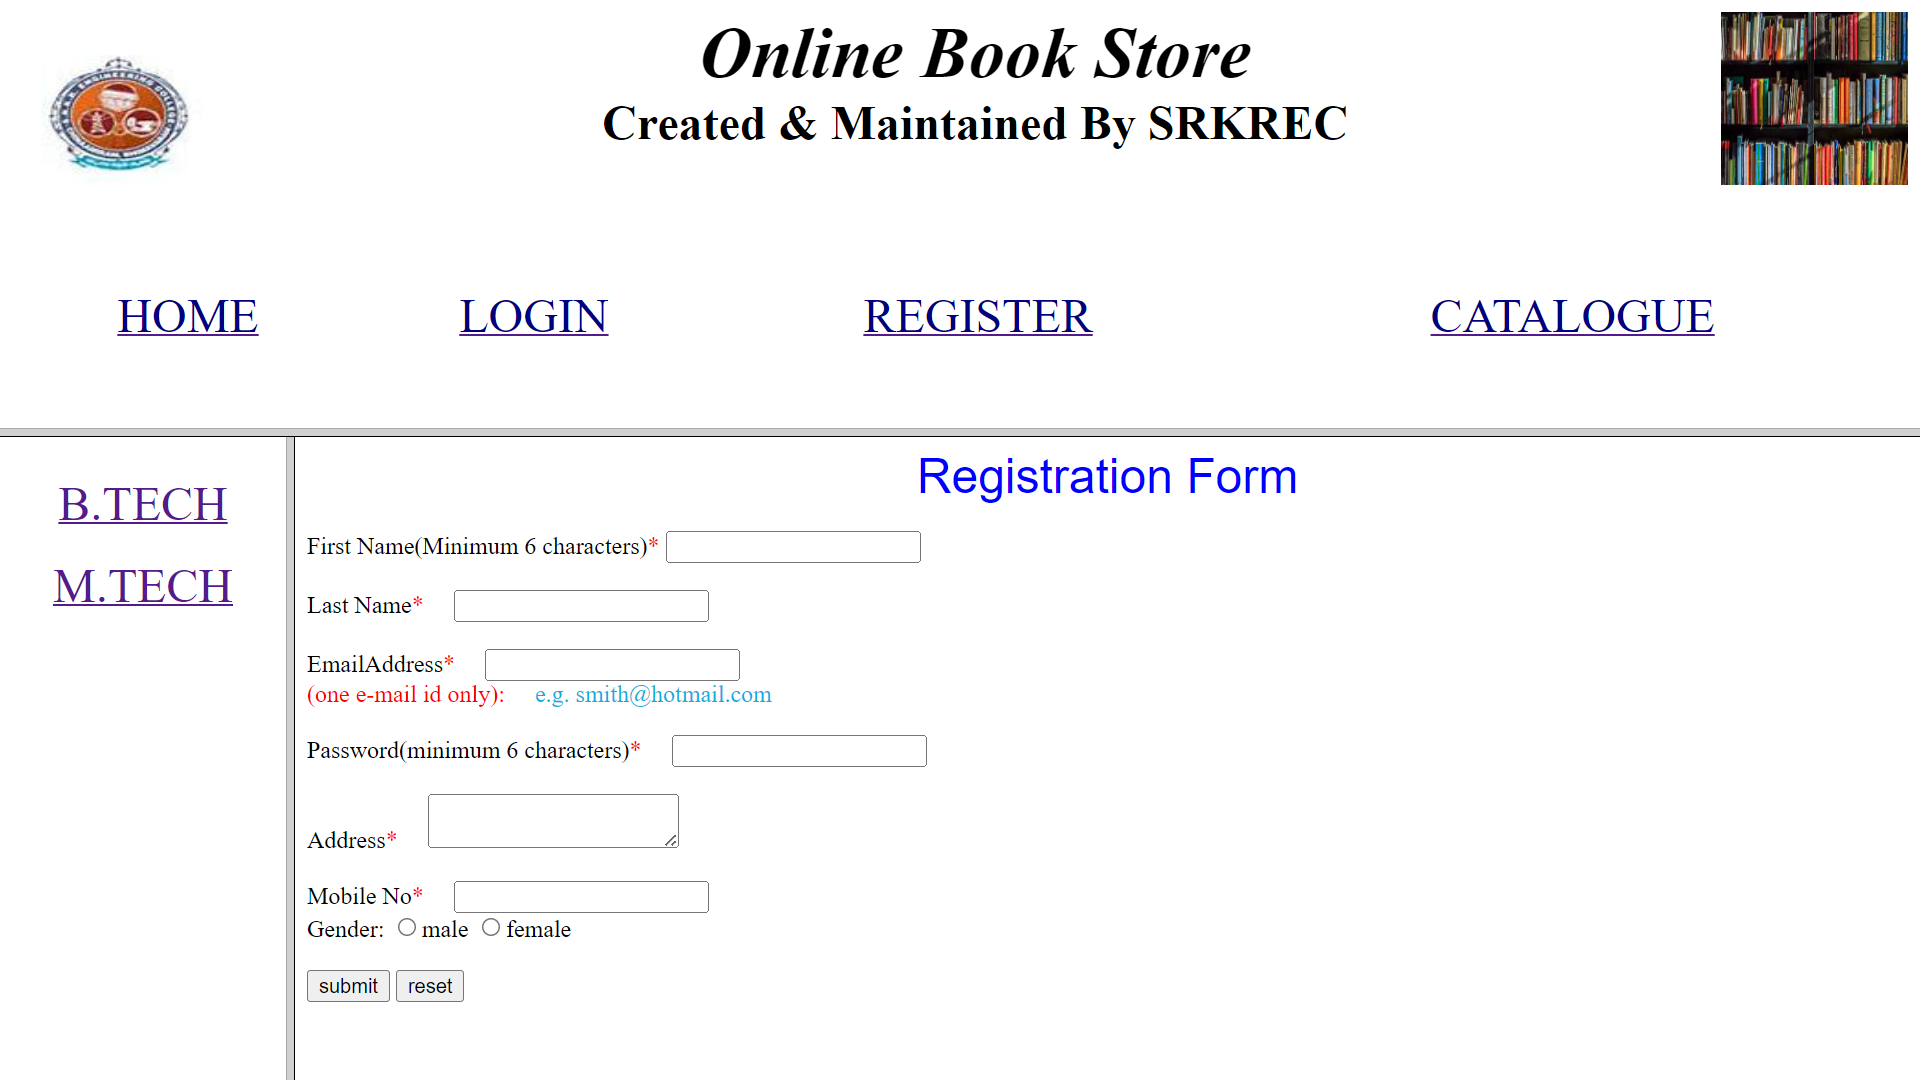 Online Book Store
Created & Maintained By SRKREC
HOME LOGIN REGISTER CATALOGUE
B.TECH
M.TECH
Registration Form
First Name(Minimum 6 characters)*
Last Name*
EmailAddress*
(one e-mail id only): e.g. smith@hotmail.com
Password(minimum 6 characters)*
Address*
Mobile No*
Gender: male female
submit reset